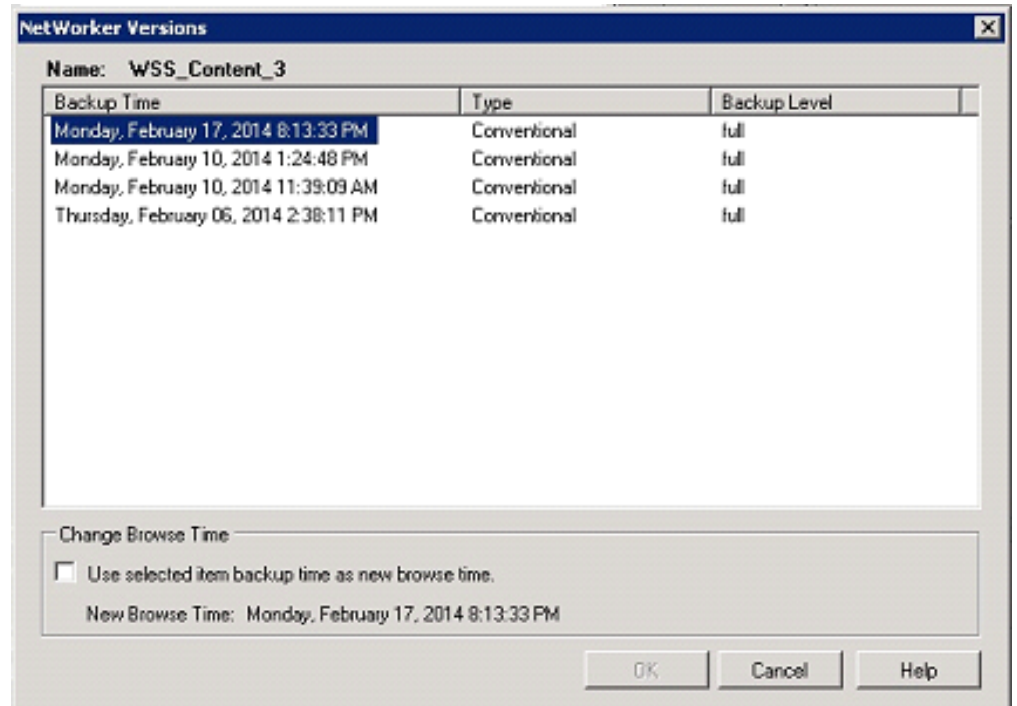 NetWorker Versions
Name: WSS_Content_3
Backup Time Type Backup Level
Monday, February 17, 2014 8:13:33 PM Conventional full
Monday, February 10, 2014 1:24:48 PM Conventional full
Monday, February 10, 2014 11:39:09 AM Conventional full
Thursday, February 06, 2014 2:38:11 PM Conventional full
Change Browse Time
Use selected item backup time as new browse time.
New Browse Time: Monday, February 17, 2014 8:13:33 PM
OK Cancel Help